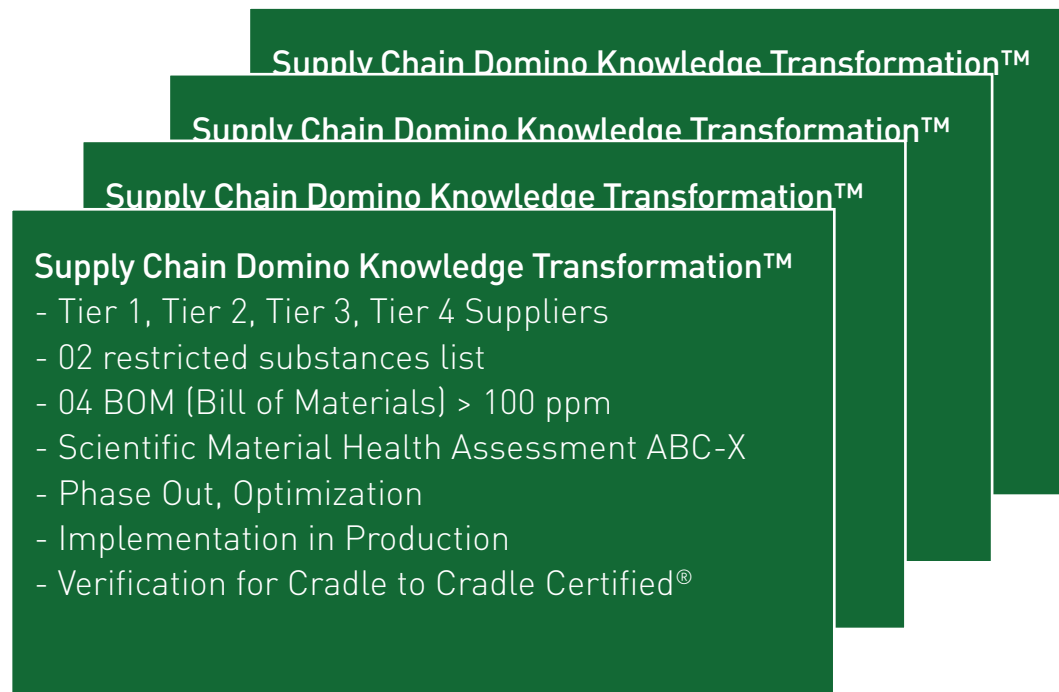 Supply Chain Domino Knowledge Transformation™
Supply Chain Domino Knowledge Transformation™
Supply Chain Domino Knowledge Transformation™
Supply Chain Domino Knowledge Transformation™
- Tier 1, Tier 2, Tier 3, Tier 4 Suppliers
- 02 restricted substances list
- 04 BOM (Bill of Materials) > 100 ppm
- Scientific Material Health Assessment ABC-X
- Phase Out, Optimization
- Implementation in Production
- Verification for Cradle to Cradle Certified®